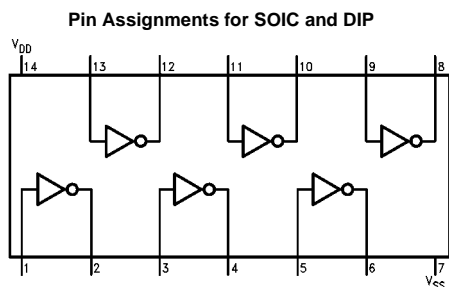 Pin Assignments for SOIC and DIP
VDD
14 13 12 11 10 9 8
1 2 3 4 5 6 7
VSS